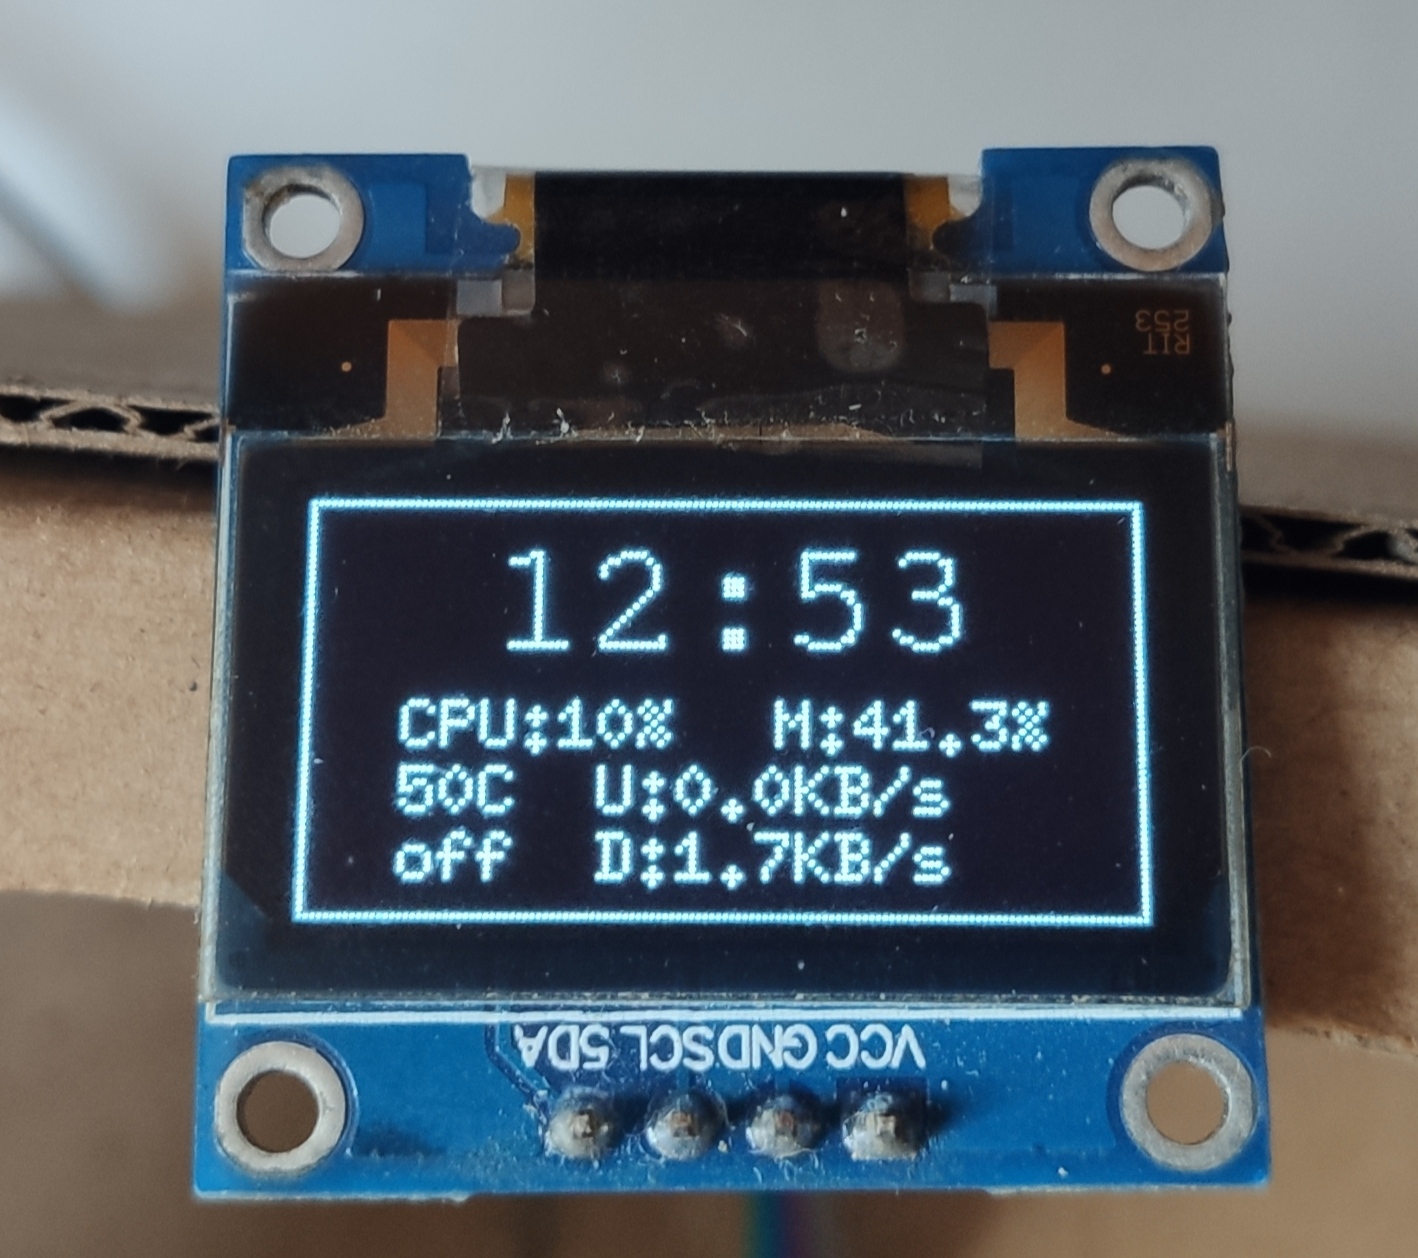 RIT
253
12:53
CPU:10% M:41.3%
50C U:0.0KB/s
off D:1.7KB/s
VCC GND SCL SDA